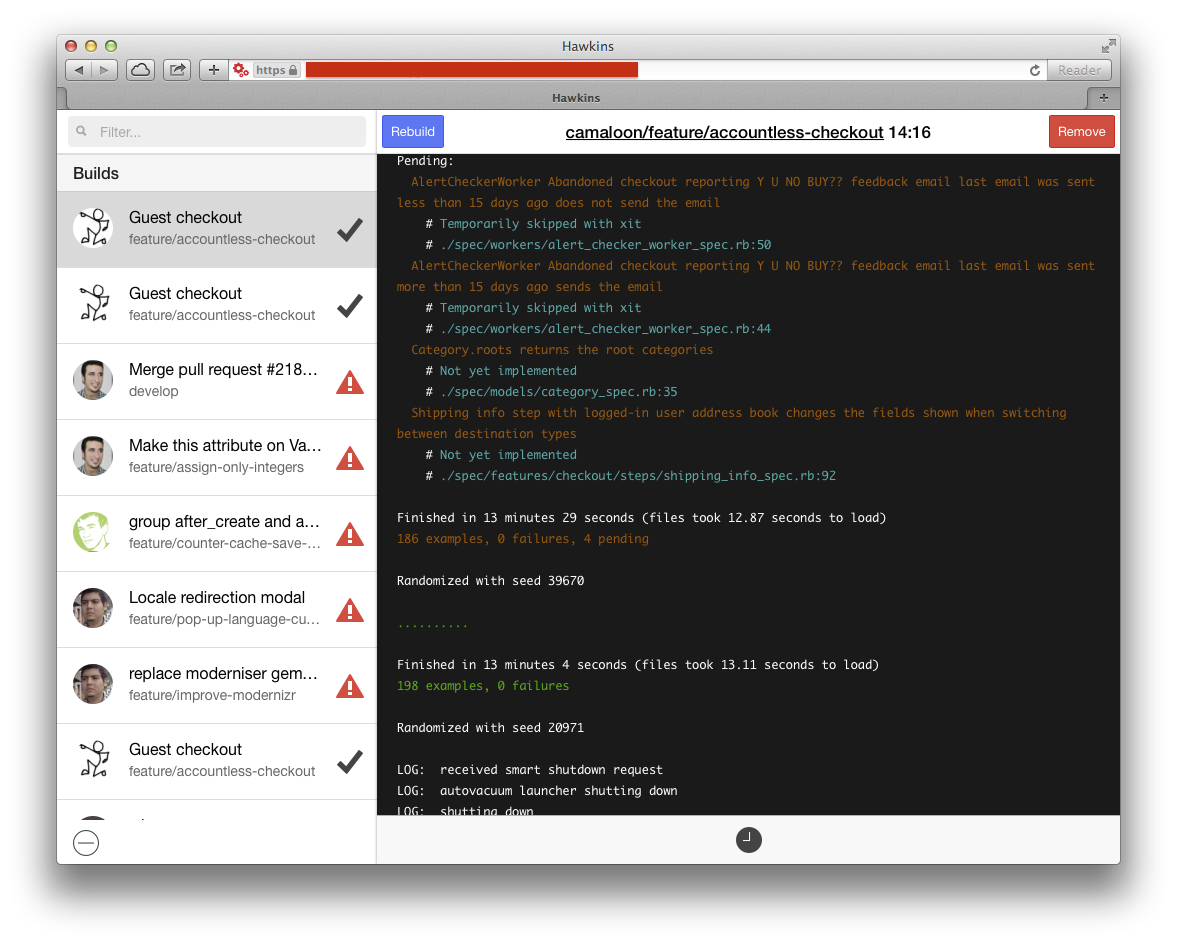 Hawkins
https
Reader
Hawkins
Filter...
Rebuild
camaloon/feature/accountless-checkout 14:16
Remove
Builds
Guest checkout
feature/accountless-checkout
Guest checkout
feature/accountless-checkout
Merge pull request #218...
develop
Make this attribute on Va...
feature/assign-only-integers
group after_create and a...
feature/counter-cache-save-...
Locale redirection modal
feature/pop-up-language-cu...
replace moderniser gem...
feature/improve-modernizr
Guest checkout
feature/accountless-checkout
Pending:
AlertCheckerWorker Abandoned checkout reporting Y U NO BUY?? feedback email last email was sent
less than 15 days ago does not send the email
# Temporarily skipped with xit
# ./spec/workers/alert_checker_worker_spec.rb:50
AlertCheckerWorker Abandoned checkout reporting Y U NO BUY?? feedback email last email was sent
more than 15 days ago sends the email
# Temporarily skipped with xit
# ./spec/workers/alert_checker_worker_spec.rb:44
Category.roots returns the root categories
# Not yet implemented
# ./spec/models/category_spec.rb:35
Shipping info step with logged-in user address book changes the fields shown when switching
between destination types
# Not yet implemented
# ./spec/features/checkout/steps/shipping_info_spec.rb:92
Finished in 13 minutes 29 seconds (files took 12.87 seconds to load)
186 examples, 0 failures, 4 pending
Randomized with seed 39670
..........
Finished in 13 minutes 4 seconds (files took 13.11 seconds to load)
198 examples, 0 failures
Randomized with seed 20971
LOG:  received smart shutdown request
LOG:  autovacuum launcher shutting down
LOG:  shutting down